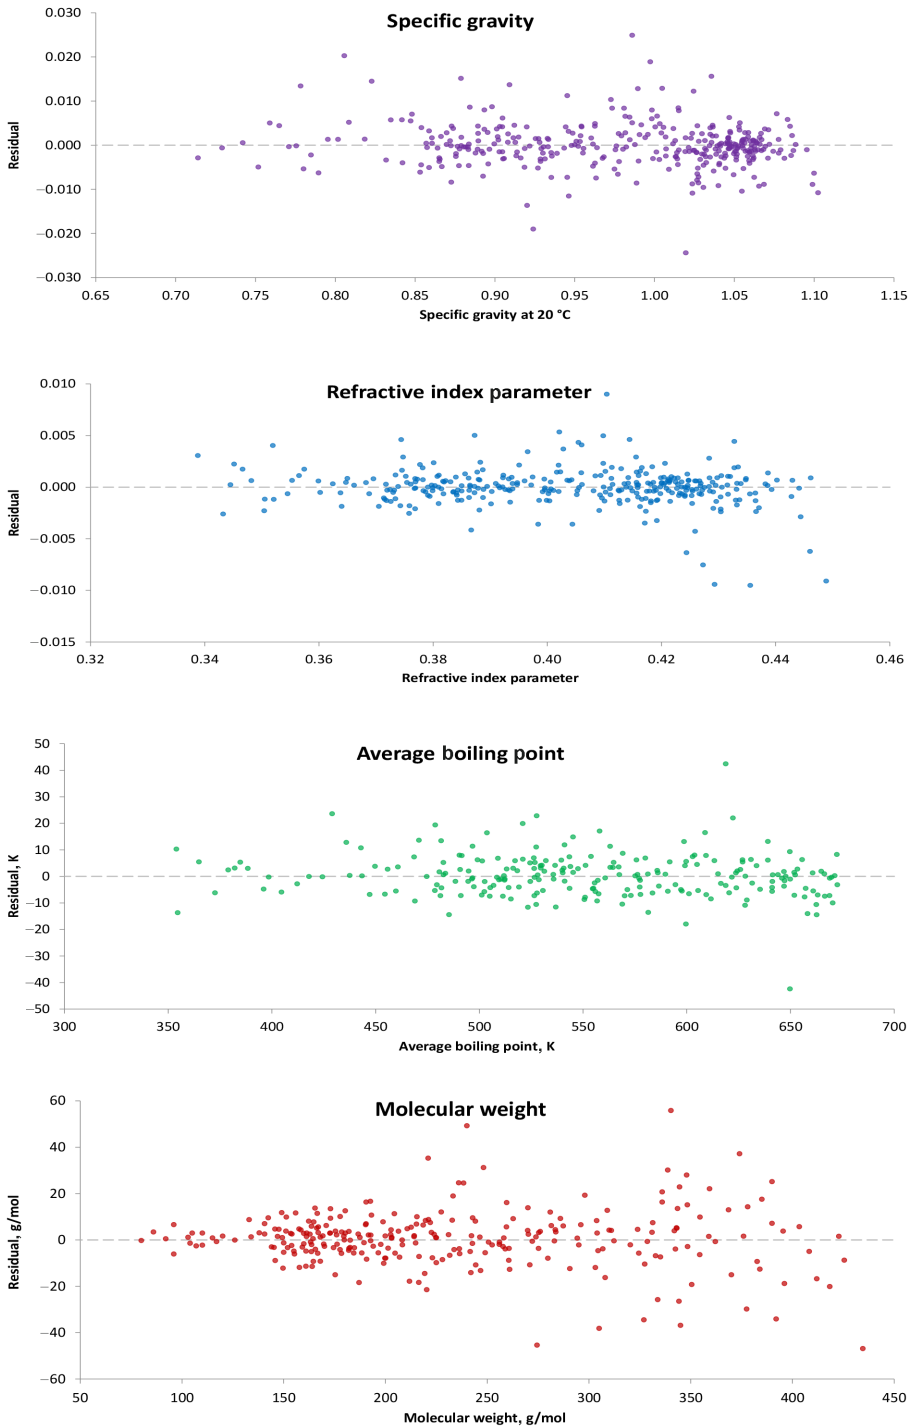 Specific gravity
0.030
0.020
0.010
0.000
−0.010
−0.020
−0.030
Residual
0.65 0.70 0.75 0.80 0.85 0.90 0.95 1.00 1.05 1.10 1.15
Specific gravity at 20 °C
Refractive index parameter
0.010
0.005
0.000
−0.005
−0.010
−0.015
Residual
0.32 0.34 0.36 0.38 0.40 0.42 0.44 0.46
Refractive index parameter
Average boiling point
50
40
30
20
10
0
−10
−20
−30
−40
−50
Residual, K
300 350 400 450 500 550 600 650 700
Average boiling point, K
Molecular weight
60
40
20
0
−20
−40
−60
Residual, g/mol
50 100 150 200 250 300 350 400 450
Molecular weight, g/mol